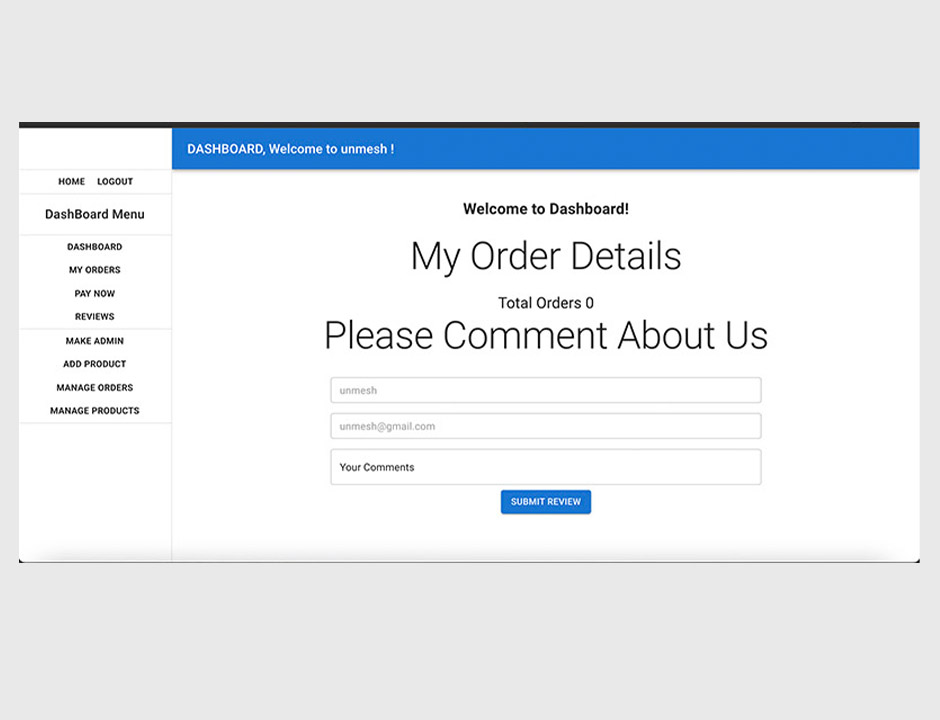 DASHBOARD, Welcome to unmesh !
HOME LOGOUT
DashBoard Menu
DASHBOARD
MY ORDERS
PAY NOW
REVIEWS
MAKE ADMIN
ADD PRODUCT
MANAGE ORDERS
MANAGE PRODUCTS
Welcome to Dashboard!
My Order Details
Total Orders 0
Please Comment About Us
unmesh
unmesh@gmail.com
Your Comments
SUBMIT REVIEW